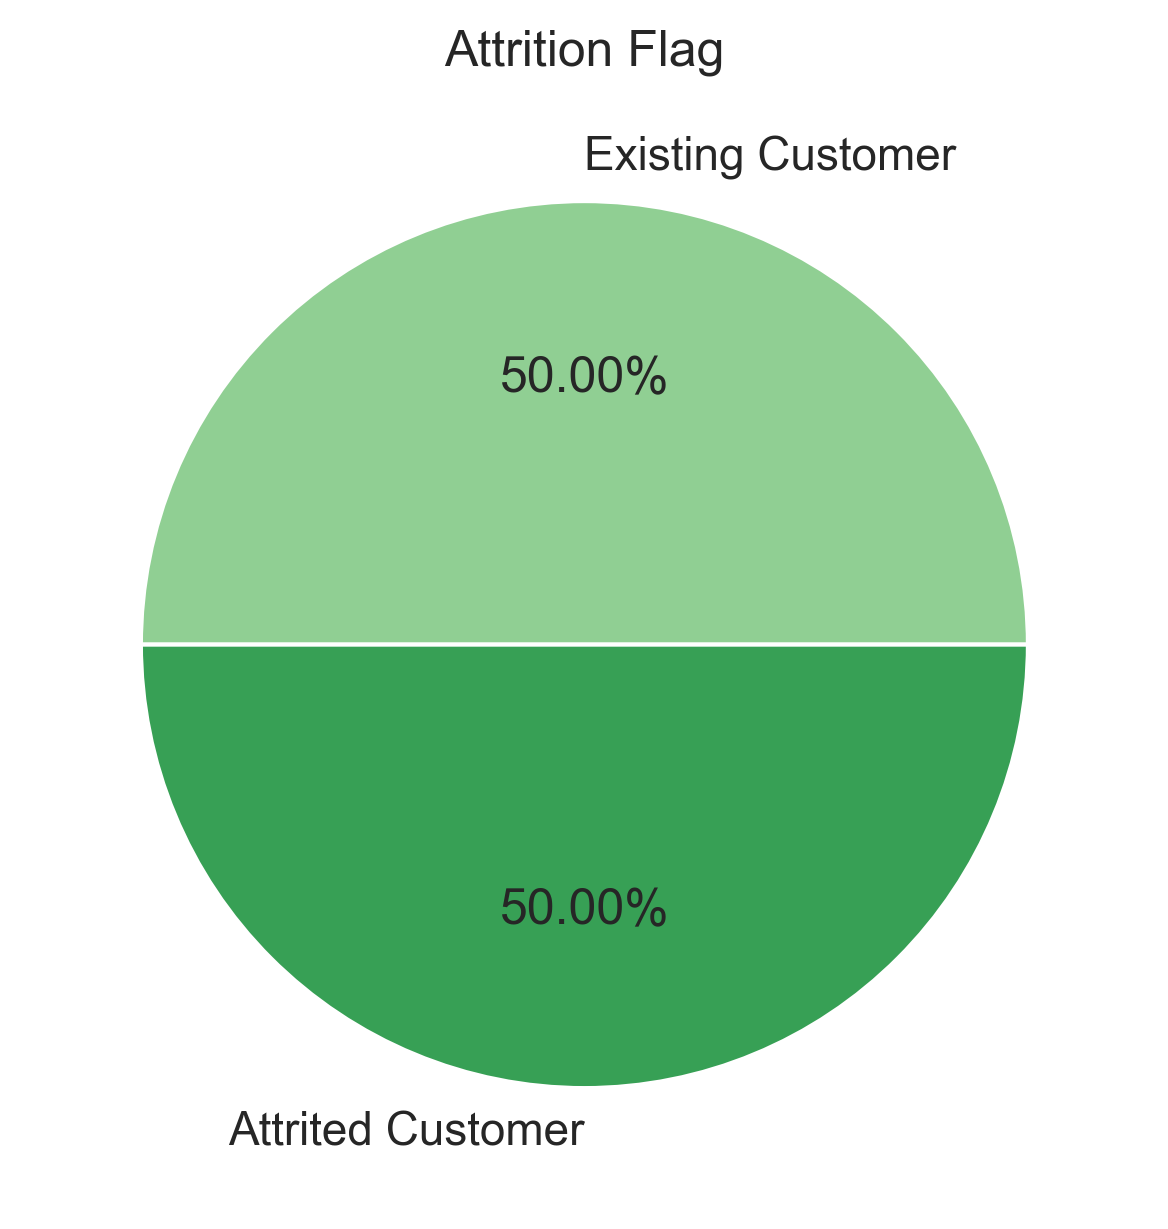 Attrition Flag
Existing Customer
50.00%
50.00%
Attrited Customer